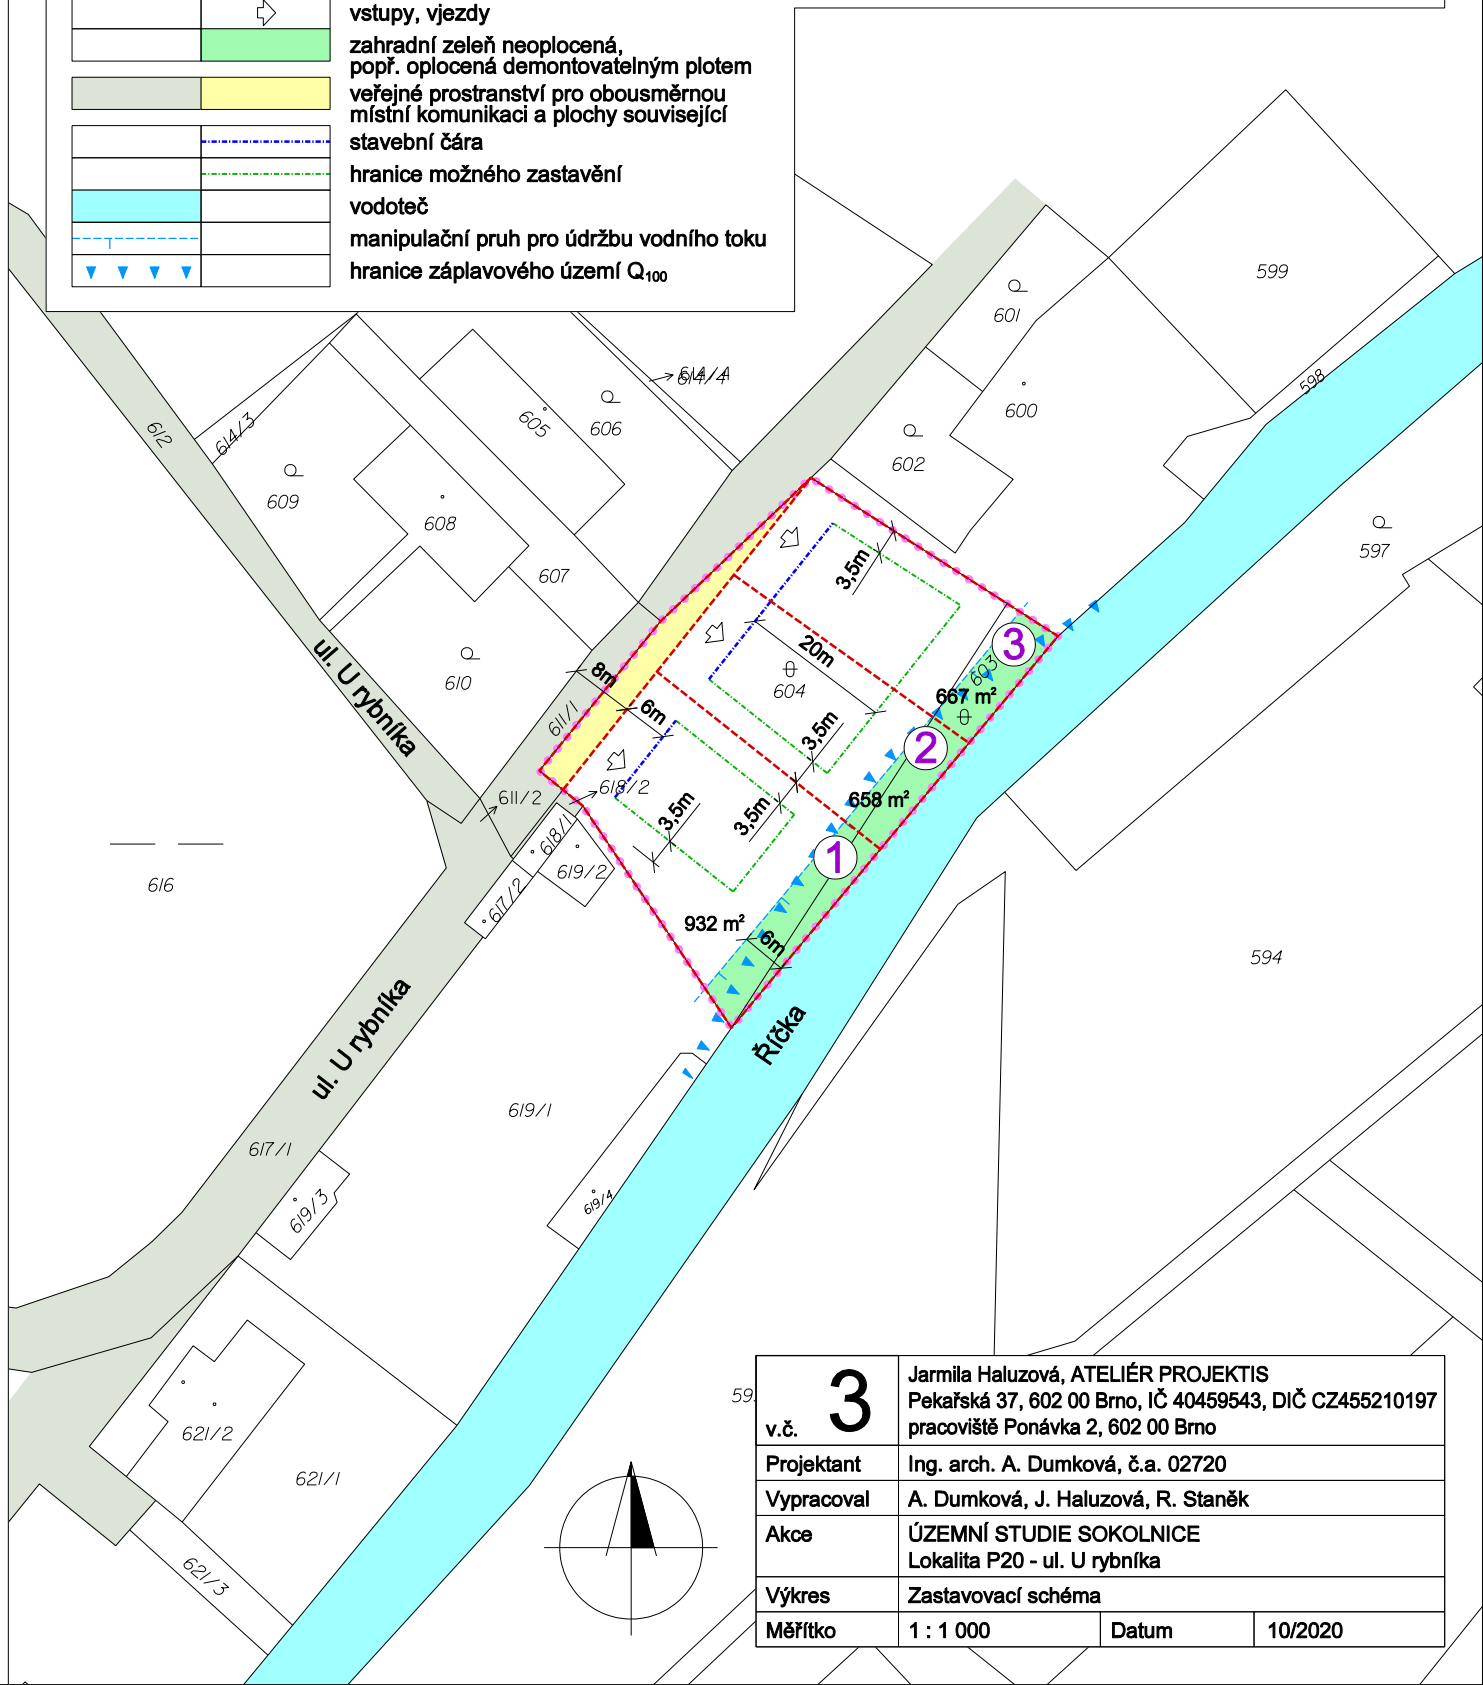 vstupy, vjezdy
zahradní zeleň neoplocená,
popř. oplocená demontovatelným plotem
veřejné prostranství pro obousměrnou
místní komunikaci a plochy související
stavební čára
hranice možného zastavění
vodoteč
manipulační pruh pro údržbu vodního toku
hranice záplavového území Q₁₀₀
599
601
598
614/4
600
612
614/3
605
606
602
609
608
597
607
3,5m
ul. U rybníka
610
20m
604
603
3
8m
6m
667 m²
611/1
3,5m
2
611/2
618/2
658 m²
3,5m
3,5m
618/1
619/2
1
616
617/2
932 m²
6m
594
ul. U rybníka
Říčka
619/1
617/1
619/4
619/3
621/2
621/1
621/3
v.č. 3
Jarmila Haluzová, ATELIÉR PROJEKTIS
Pekařská 37, 602 00 Brno, IČ 40459543, DIČ CZ455210197
pracoviště Ponávka 2, 602 00 Brno
Projektant Ing. arch. A. Dumková, č.a. 02720
Vypracoval A. Dumková, J. Haluzová, R. Staněk
Akce ÚZEMNÍ STUDIE SOKOLNICE
Lokalita P20 - ul. U rybníka
Výkres Zastavovací schéma
Měřítko 1 : 1 000 Datum 10/2020